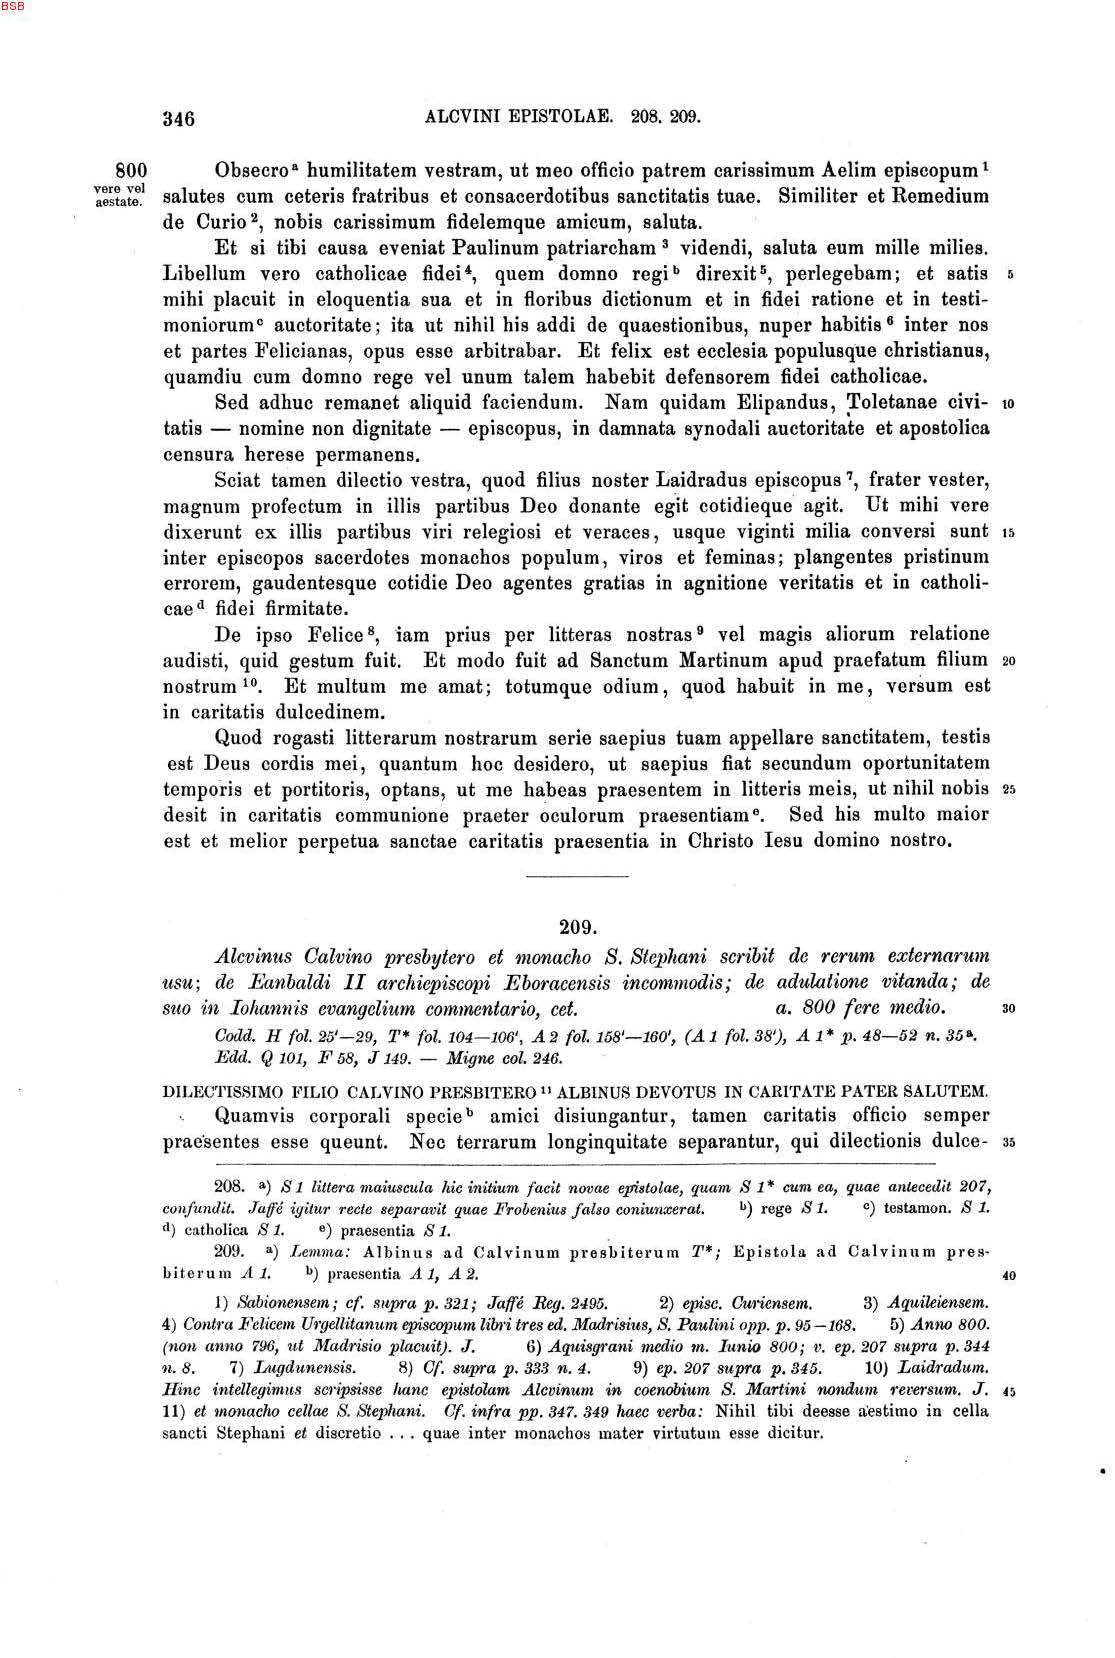 BSB
346 ALCVINI EPISTOLAE. 208. 209.
800 Obsecro ᵃ humilitatem vestram, ut meo officio patrem carissimum Aelim episcopum ¹
vere vel aestate. salutes cum ceteris fratribus et consacerdotibus sanctitatis tuae. Similiter et Remedium
de Curio ², nobis carissimum fidelemque amicum, saluta.
Et si tibi causa eveniat Paulinum patriarcham ³ videndi, saluta eum mille milies.
Libellum vero catholicae fidei ⁴, quem domno regi ᵇ direxit ⁵, perlegebam; et satis 5
mihi placuit in eloquentia sua et in floribus dictionum et in fidei ratione et in testi-
moniorum ᶜ auctoritate; ita ut nihil his addi de quaestionibus, nuper habitis ⁶ inter nos
et partes Felicianas, opus esse arbitrabar. Et felix est ecclesia populusque christianus,
quamdiu cum domno rege vel unum talem habebit defensorem fidei catholicae.
Sed adhuc remanet aliquid faciendum. Nam quidam Elipandus, Toletanae civi- 10
tatis — nomine non dignitate — episcopus, in damnata synodali auctoritate et apostolica
censura herese permanens.
Sciat tamen dilectio vestra, quod filius noster Laidradus episcopus ⁷, frater vester,
magnum profectum in illis partibus Deo donante egit cotidieque agit. Ut mihi vere
dixerunt ex illis partibus viri relegiosi et veraces, usque viginti milia conversi sunt 15
inter episcopos sacerdotes monachos populum, viros et feminas; plangentes pristinum
errorem, gaudentesque cotidie Deo agentes gratias in agnitione veritatis et in catholi-
cae ᵈ fidei firmitate.
De ipso Felice ⁸, iam prius per litteras nostras ⁹ vel magis aliorum relatione
audisti, quid gestum fuit. Et modo fuit ad Sanctum Martinum apud praefatum filium 20
nostrum ¹⁰. Et multum me amat; totumque odium, quod habuit in me, versum est
in caritatis dulcedinem.
Quod rogasti litterarum nostrarum serie saepius tuam appellare sanctitatem, testis
est Deus cordis mei, quantum hoc desidero, ut saepius fiat secundum oportunitatem
temporis et portitoris, optans, ut me habeas praesentem in litteris meis, ut nihil nobis 25
desit in caritatis communione praeter oculorum praesentiam ᵉ. Sed his multo maior
est et melior perpetua sanctae caritatis praesentia in Christo Iesu domino nostro.
209.
Alcvinus Calvino presbytero et monacho S. Stephani scribit de rerum externarum
usu; de Eanbaldi II archiepiscopi Eboracensis incommodis; de adulatione vitanda; de
suo in Iohannis evangelium commentario, cet. a. 800 fere medio. 30
Codd. H fol. 25'—29, T* fol. 104—106', A 2 fol. 158'—160', (A 1 fol. 38'), A 1* p. 48—52 n. 35 ᵃ.
Edd. Q 101, F 58, J 149. — Migne col. 246.
DILECTISSIMO FILIO CALVINO PRESBITERO ¹¹ ALBINUS DEVOTUS IN CARITATE PATER SALUTEM.
Quamvis corporali specie ᵇ amici disiungantur, tamen caritatis officio semper
praesentes esse queunt. Nec terrarum longinquitate separantur, qui dilectionis dulce- 35
208. ᵃ) S 1 littera maiuscula hic initium facit novae epistolae, quam S 1* cum ea, quae antecedit 207,
confundit. Jaffé igitur recte separavit quae Frobenius falso coniunxerat. ᵇ) rege S 1. ᶜ) testamon. S 1.
ᵈ) catholica S 1. ᵉ) praesentia S 1.
209. ᵃ) Lemma: Albinus ad Calvinum presbiterum T*; Epistola ad Calvinum pres-
biterum A 1. ᵇ) praesentia A 1, A 2. 40
1) Sabionensem; cf. supra p. 321; Jaffé Reg. 2495. 2) episc. Curiensem. 3) Aquileiensem.
4) Contra Felicem Urgellitanum episcopum libri tres ed. Madrisius, S. Paulini opp. p. 95—168. 5) Anno 800.
(non anno 796, ut Madrisio placuit). J. 6) Aquisgrani medio m. Iunio 800; v. ep. 207 supra p. 344
n. 8. 7) Lugdunensis. 8) Cf. supra p. 333 n. 4. 9) ep. 207 supra p. 345. 10) Laidradum.
Hinc intellegimus scripsisse hanc epistolam Alcvinum in coenobium S. Martini nondum reversum. J. 45
11) et monacho cellae S. Stephani. Cf. infra pp. 347. 349 haec verba: Nihil tibi deesse aestimo in cella
sancti Stephani et discretio . . . quae inter monachos mater virtutum esse dicitur.